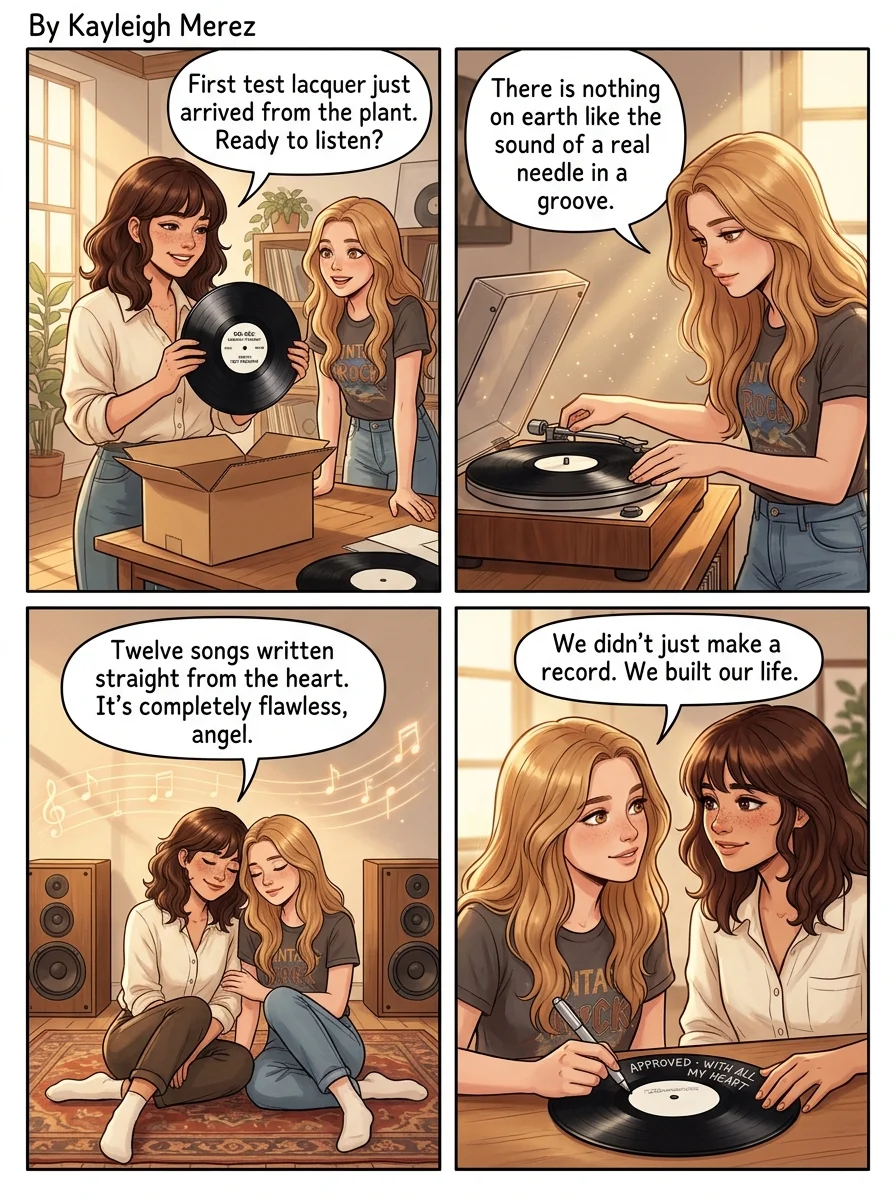 By Kayleigh Merez
First test lacquer just
arrived from the plant.
Ready to listen?
There is nothing
on earth like the
sound of a real
needle in a
groove.
Twelve songs written
straight from the heart.
It's completely flawless,
angel.
We didn't just make a
record. We built our life.
APPROVED · WITH ALL
MY HEART